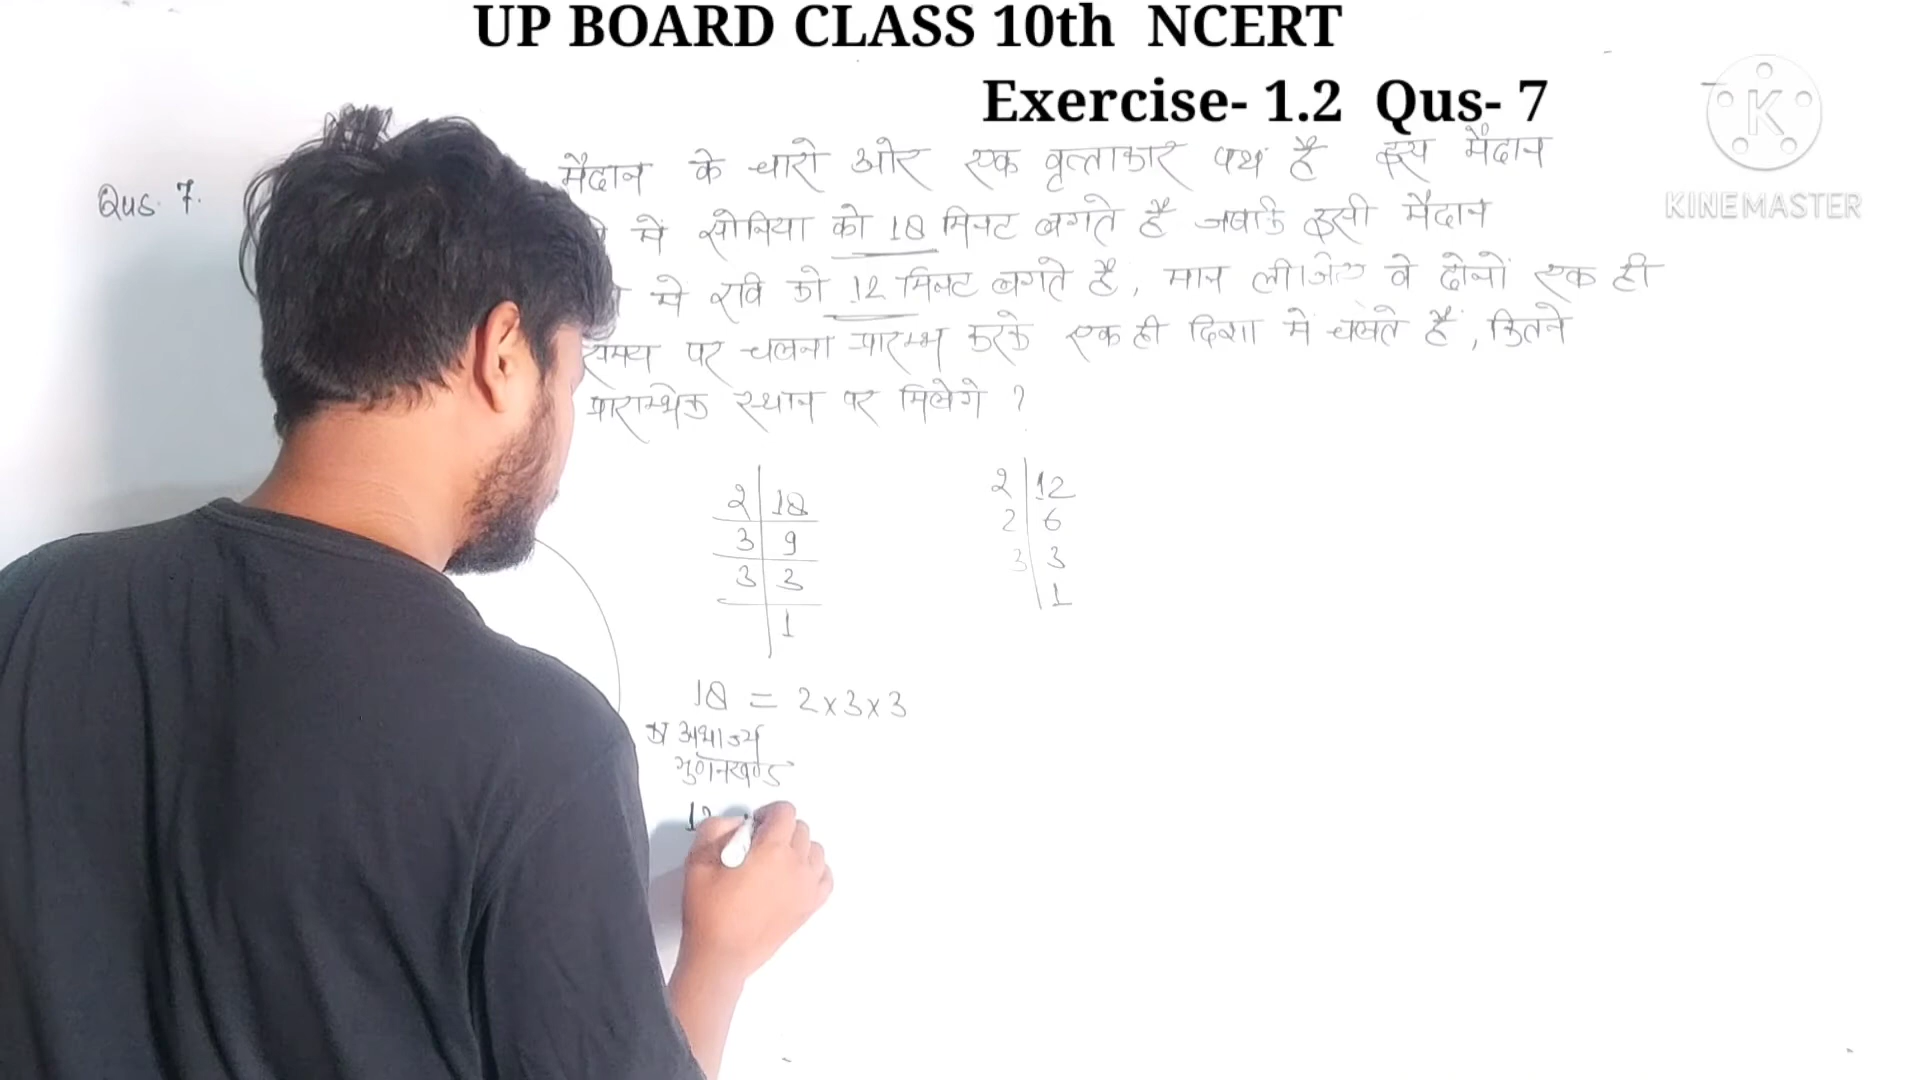 UP BOARD CLASS 10th NCERT
Exercise- 1.2 Qus- 7
KINEMASTER
Qus. 7.
मैदान के चारो ओर एक वृत्ताकार पथ है इस मैदान
में सोनिया को 18 मिनट लगते है जबकि इसी मैदान
मे रवि को 12 मिनट लगते है, मान लीजिए वे दोनों एक ही
समय पर चलना प्रारम्भ करके एक ही दिशा में चलते हैं, कितने
प्रारम्भिक स्थान पर मिलेगे ?
2 18
3 9
3 3
1
2 12
2 6
3 3
1
18 = 2×3×3
अभाज्य
गुणनखण्ड
12